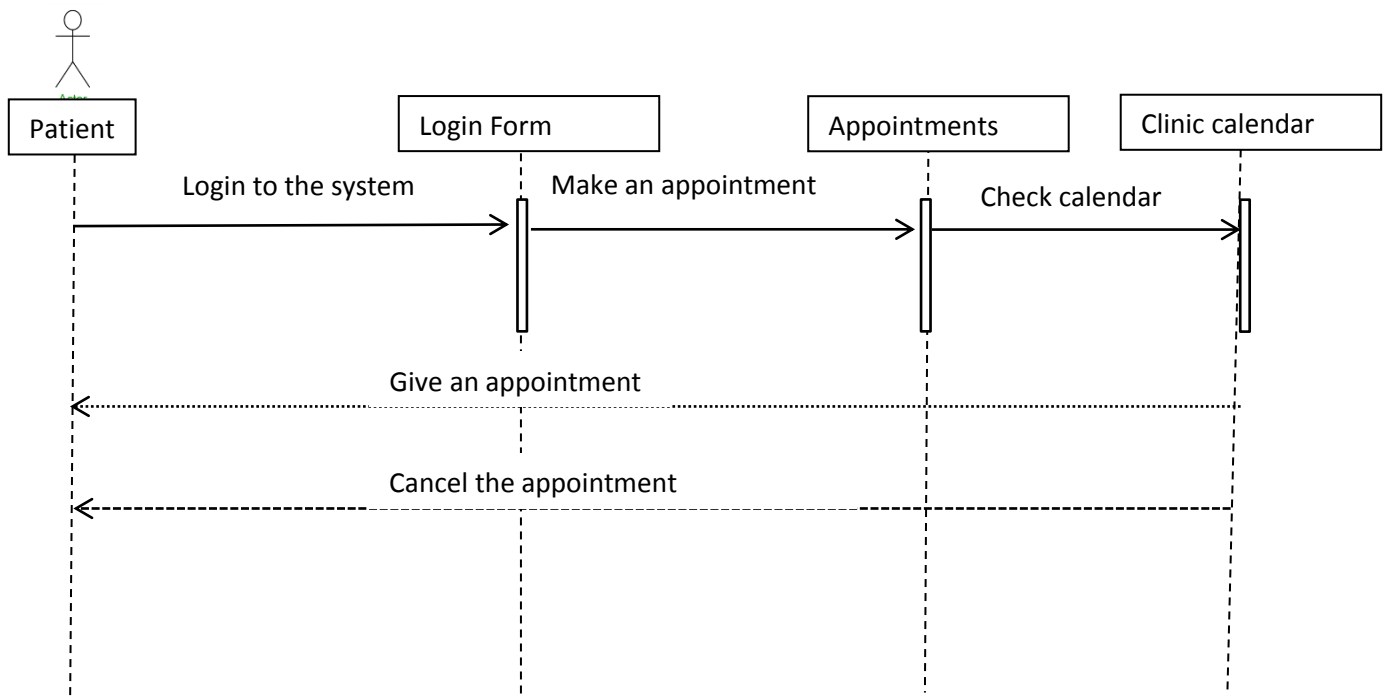 Patient
Login Form
Appointments
Clinic calendar
Login to the system
Make an appointment
Check calendar
Give an appointment
Cancel the appointment